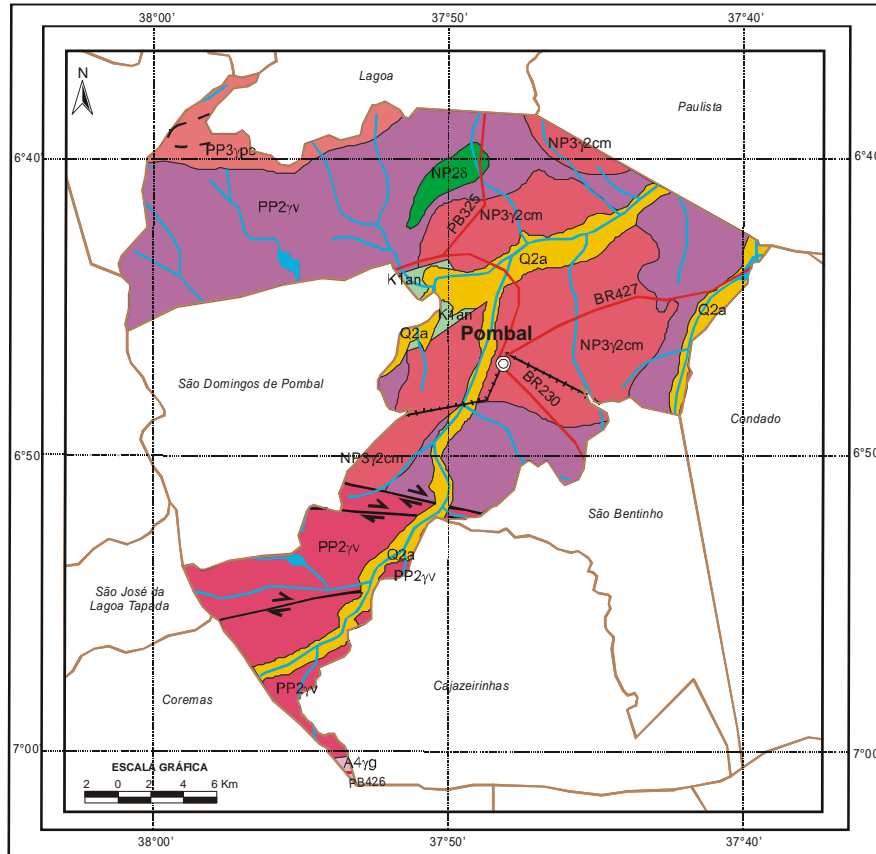 38°00'
37°50'
37°40'
N
Lagoa
Paulista
6°40'
6°40'
PP3γpc
NP3γ2cm
NP2δ
PP2γv
PB325
NP3γ2cm
Q2a
K1an
BR427
K1an
Q2a
Q2a
Pombal
NP3γ2cm
BR230
São Domingos de Pombal
Condado
6°50'
6°50'
NP3γ2cm
São Bentinho
PP2γv
Q2a
PP2γv
São José da
Lagoa Tapada
PP2γv
Cajazeirinhas
Coremas
7°00'
7°00'
A4γg
PB426
ESCALA GRÁFICA
2 0 2 4 6 Km
38°00'
37°50'
37°40'